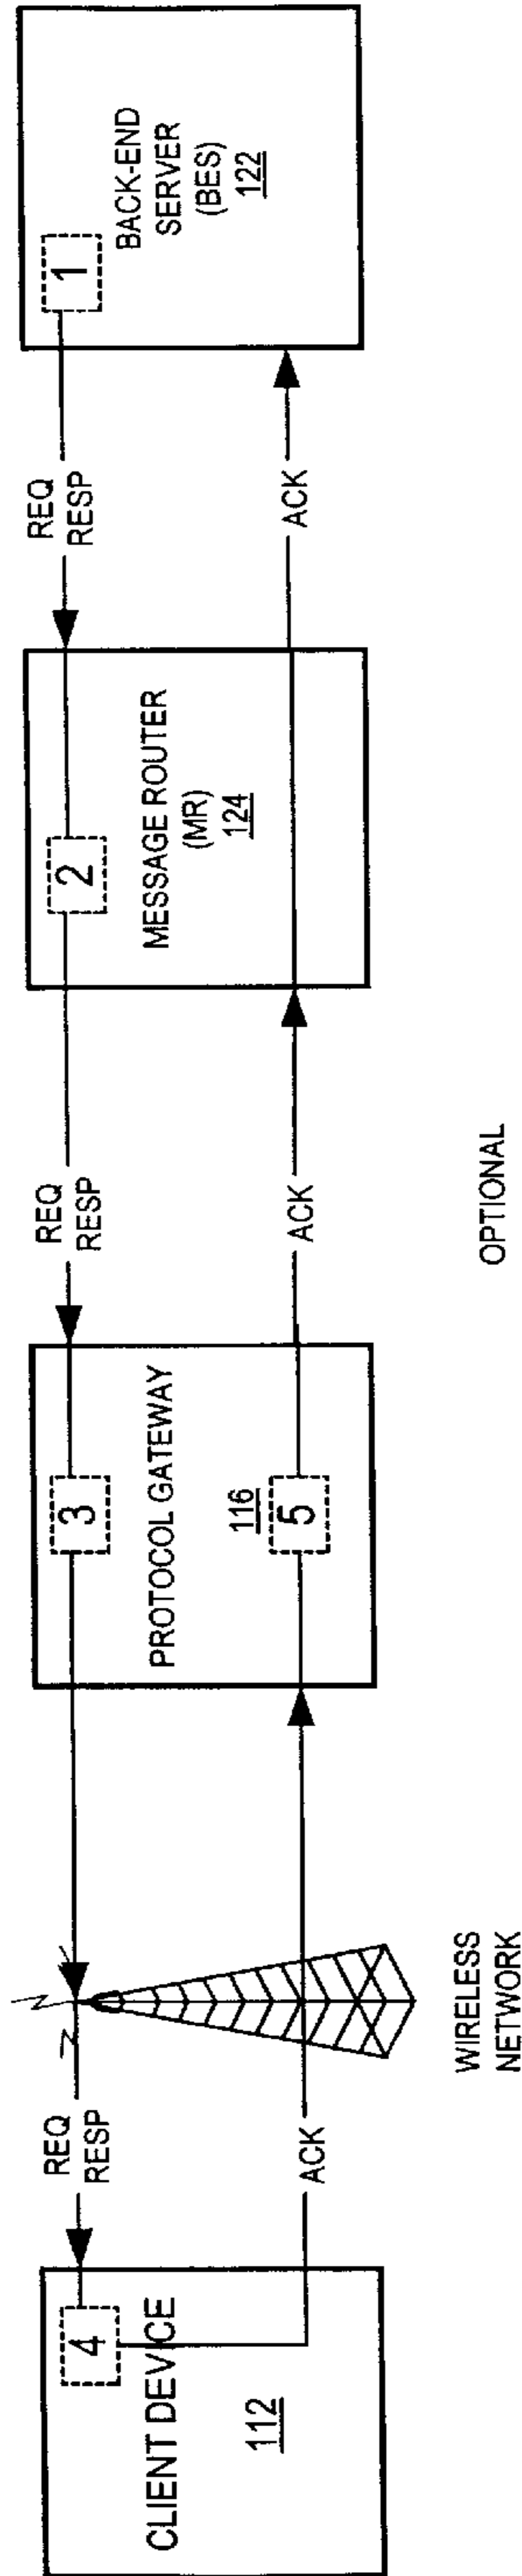 REQ
RESP
REQ
RESP
REQ
RESP
4
CLIENT DEVICE
112
3
PROTOCOL GATEWAY
116
5
2
MESSAGE ROUTER
(MR)
124
1
BACK-END
SERVER
(BES)
122
ACK
ACK
ACK
WIRELESS
NETWORK
OPTIONAL